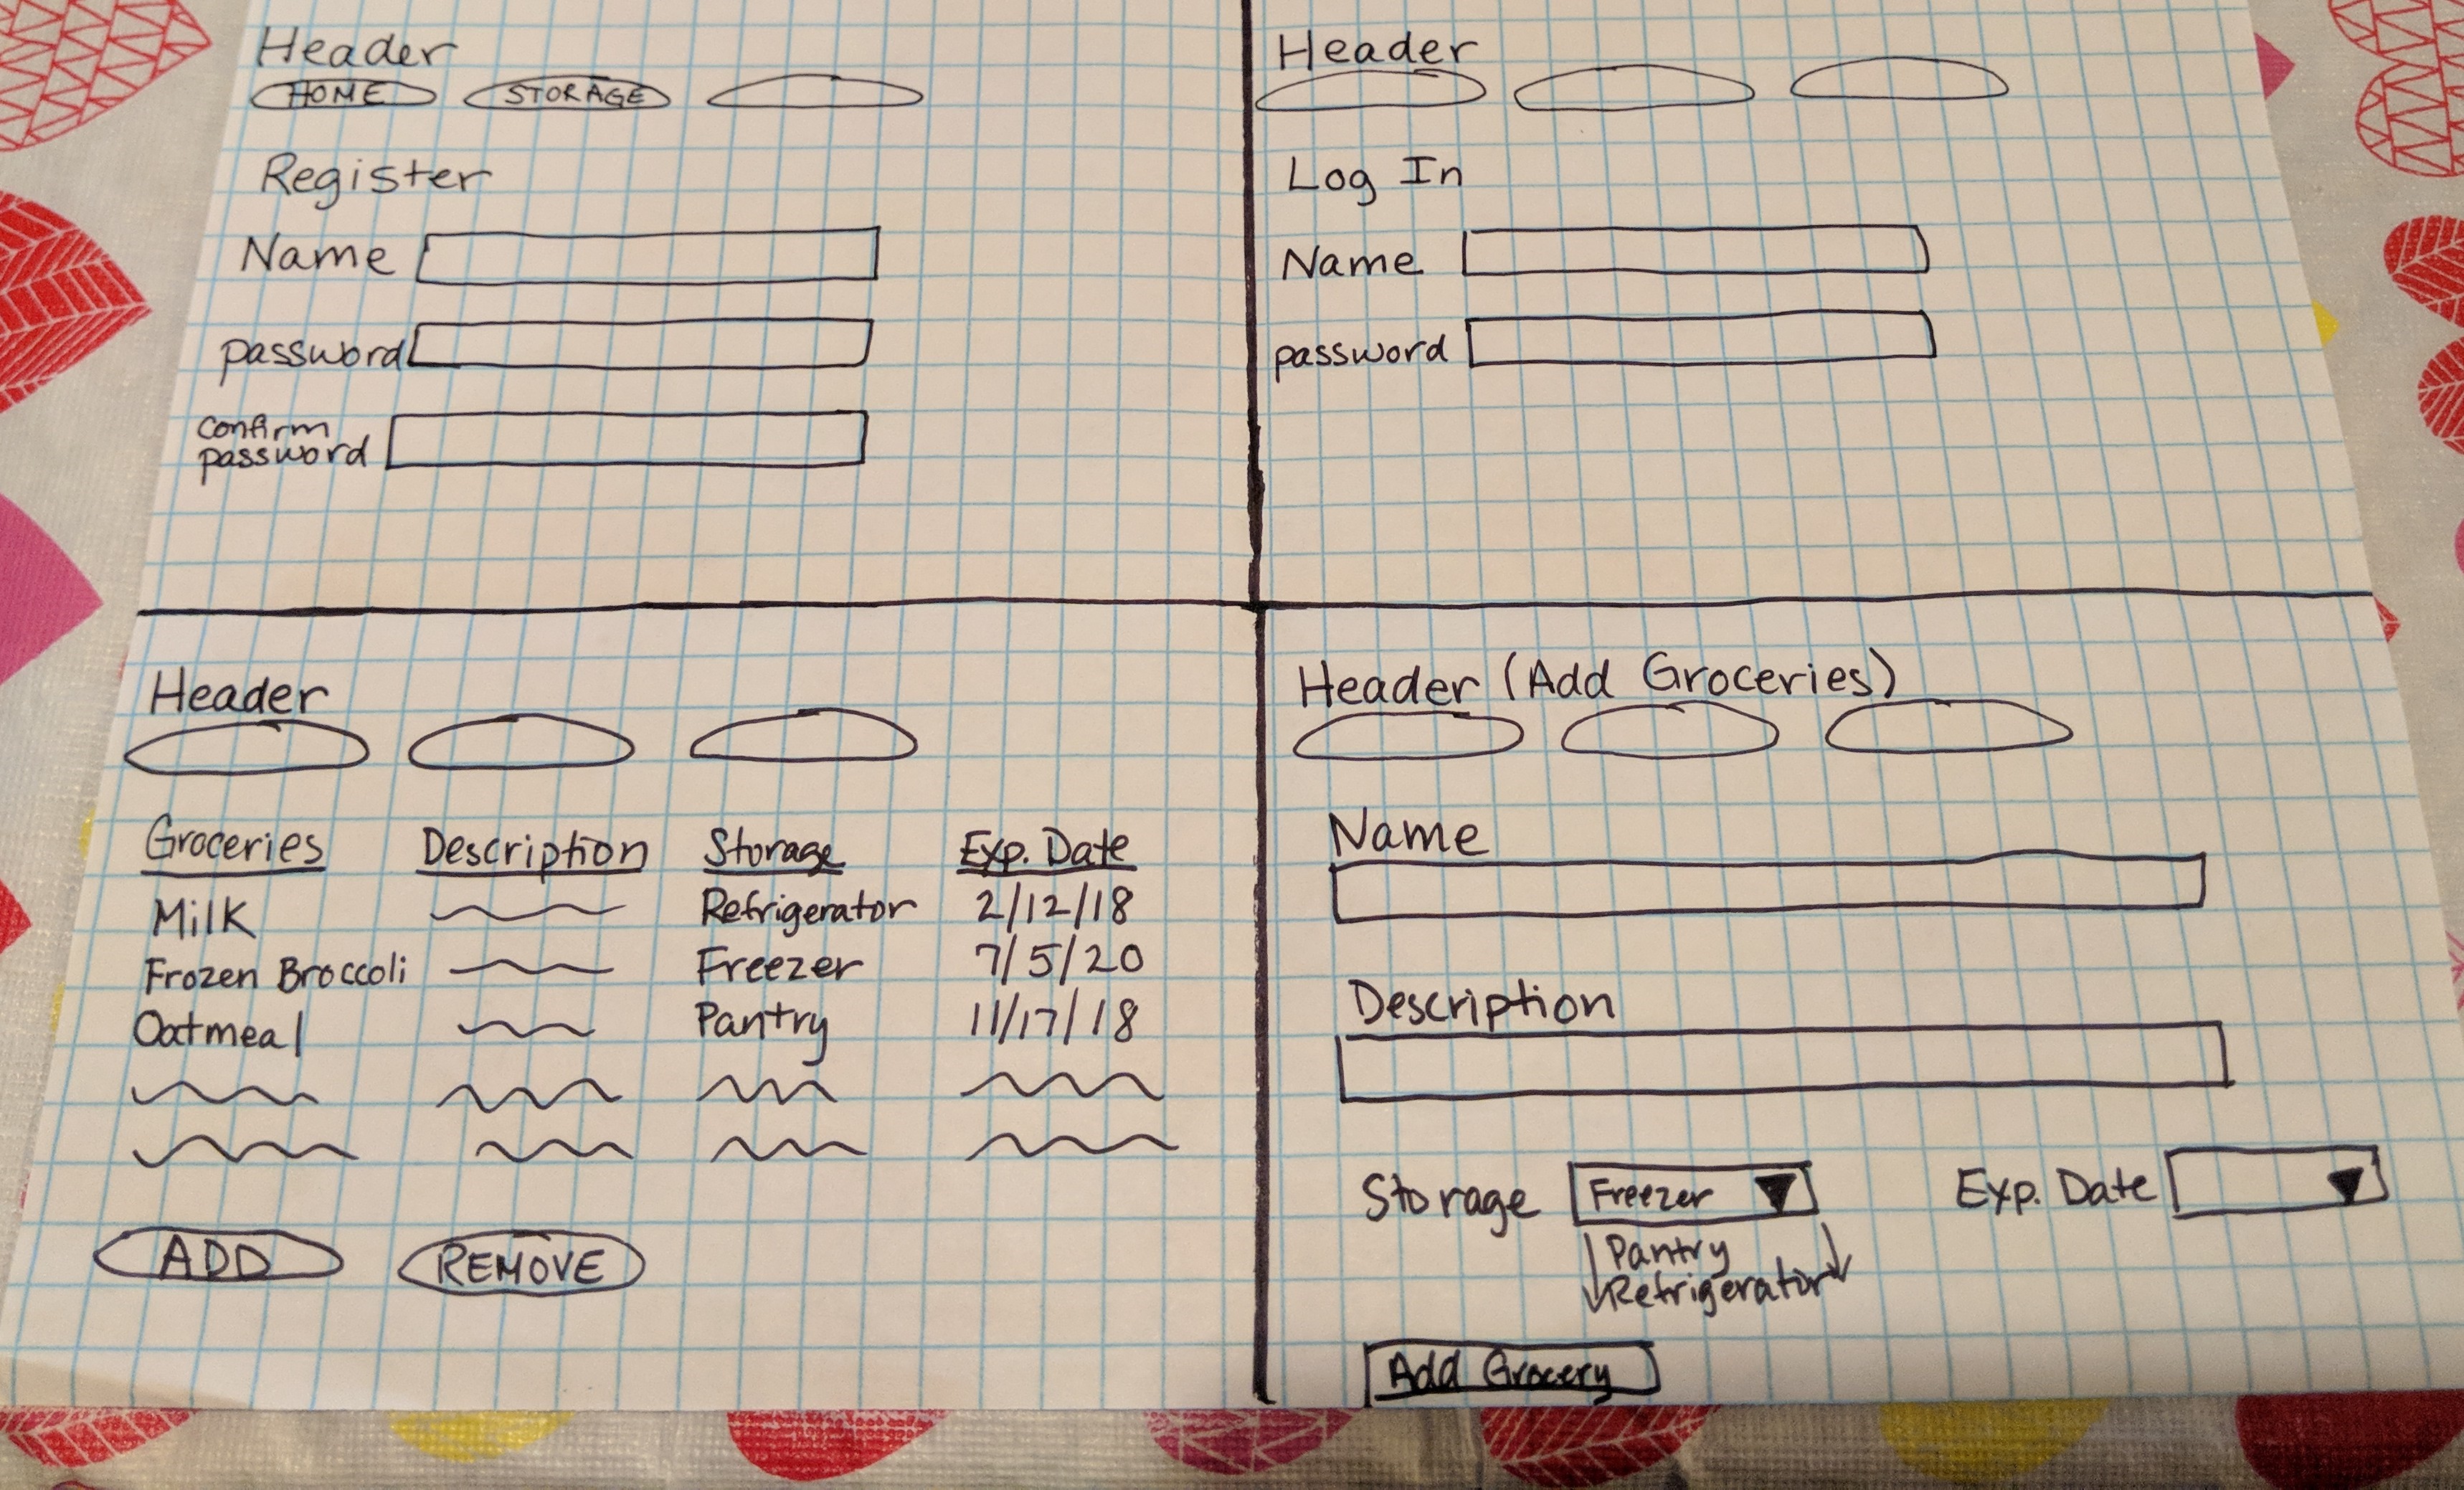 Header
HOME STORAGE
Register
Name
password
confirm
password
Header
Log In
Name
password
Header
Groceries Description Storage Exp. Date
Milk Refrigerator 2/12/18
Frozen Broccoli Freezer 7/5/20
Oatmeal Pantry 11/17/18
ADD REMOVE
Header (Add Groceries)
Name
Description
Storage Freezer Exp. Date
Pantry
Refrigerator
Add Grocery